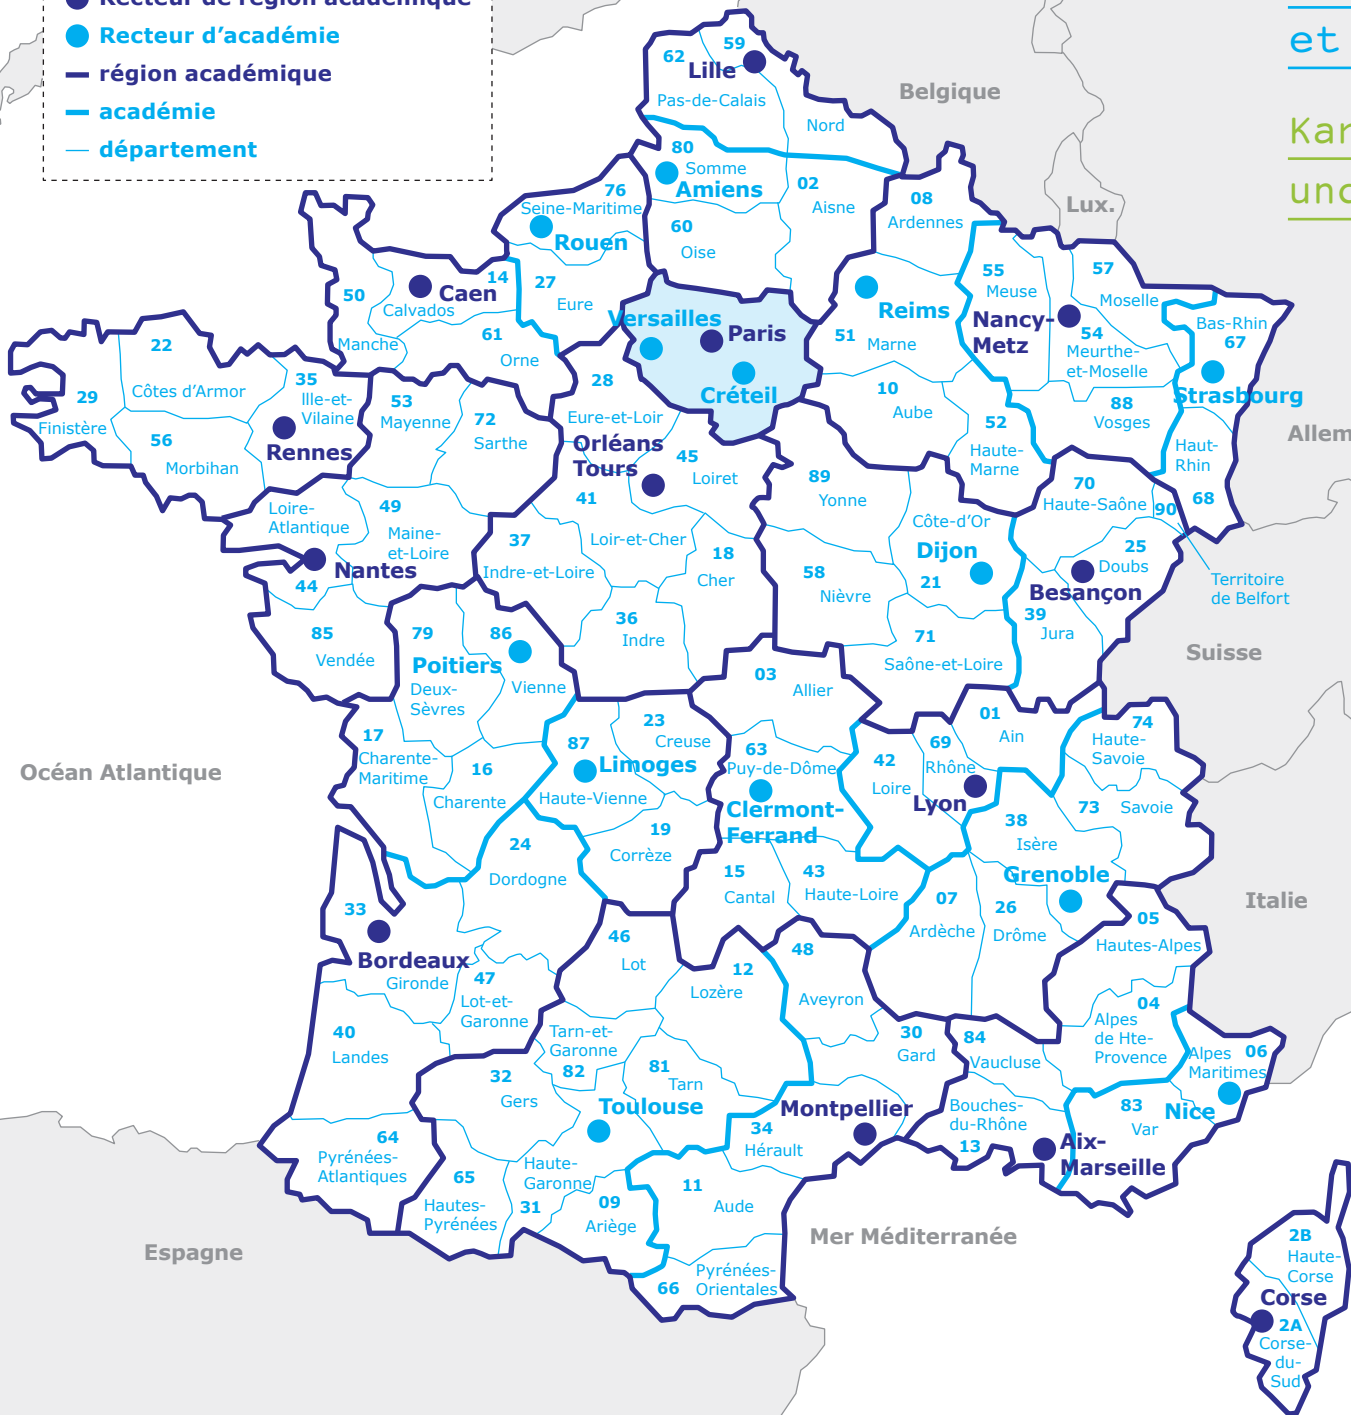 Recteur de région académique
Recteur d'académie
région académique
académie
département
et
Kar
Belgique
Lux.
Allem
Suisse
Italie
Espagne
Océan Atlantique
Mer Méditerranée
59
62
Lille
Pas-de-Calais
Nord
80
Somme
Amiens
02
Aisne
60
Oise
76
Seine-Maritime
Rouen
27
Eure
08
Ardennes
Reims
51
Marne
10
Aube
52
Haute-
Marne
55
Meuse
57
Moselle
Nancy-
Metz
54
Meurthe-
et-Moselle
88
Vosges
Bas-Rhin
67
Strasbourg
Haut-
Rhin
68
14
Caen
50
Calvados
Manche
61
Orne
Versailles
Paris
Créteil
22
Côtes d'Armor
29
Finistère
56
Morbihan
35
Ille-et-
Vilaine
Rennes
53
Mayenne
72
Sarthe
Loire-
Atlantique
49
Maine-
et-Loire
Nantes
44
85
Vendée
28
Eure-et-Loir
Orléans
Tours
45
Loiret
41
Loir-et-Cher
37
Indre-et-Loire
18
Cher
36
Indre
89
Yonne
Côte-d'Or
Dijon
21
58
Nièvre
71
Saône-et-Loire
70
Haute-Saône
90
Territoire
de Belfort
25
Doubs
Besançon
39
Jura
79
86
Poitiers
Deux-
Sèvres
Vienne
17
Charente-
Maritime
16
Charente
23
Creuse
87
Limoges
Haute-Vienne
19
Corrèze
24
Dordogne
33
Bordeaux
Gironde
47
Lot-et-
Garonne
40
Landes
64
Pyrénées-
Atlantiques
03
Allier
63
Puy-de-Dôme
Clermont-
Ferrand
15
Cantal
43
Haute-Loire
01
Ain
69
Rhône
42
Loire
Lyon
74
Haute-
Savoie
73
Savoie
38
Isère
Grenoble
07
Ardèche
26
Drôme
46
Lot
12
Lozère
48
Aveyron
Tarn-et-
Garonne
82
81
Tarn
32
Gers
Toulouse
Haute-
Garonne
31
65
Hautes-
Pyrénées
09
Ariège
30
Gard
Montpellier
34
Hérault
11
Aude
Pyrénées-
Orientales
66
05
Hautes-Alpes
04
Alpes
de Hte-
Provence
84
Vaucluse
Bouches-
du-Rhône
13
Aix-
Marseille
Alpes
Maritimes
06
83
Var
Nice
2B
Haute-
Corse
Corse
2A
Corse-
du-
Sud